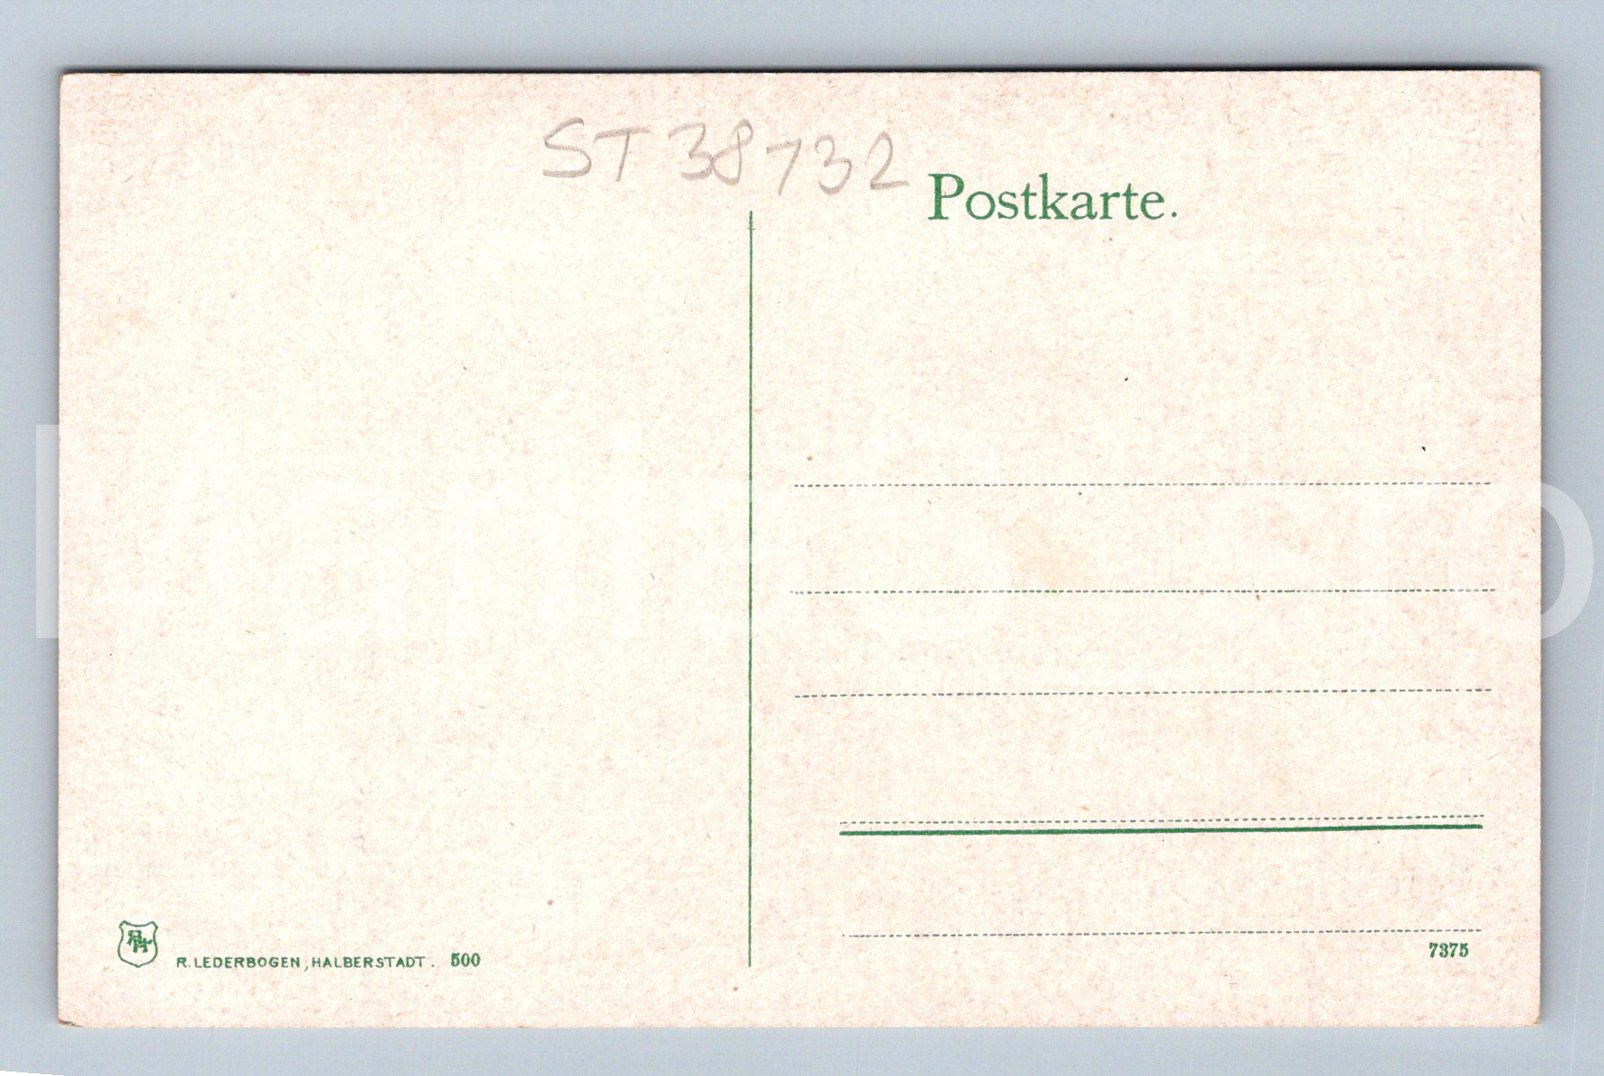 ST 38732
Postkarte.
R. LEDERBOGEN, HALBERSTADT. 500
7375